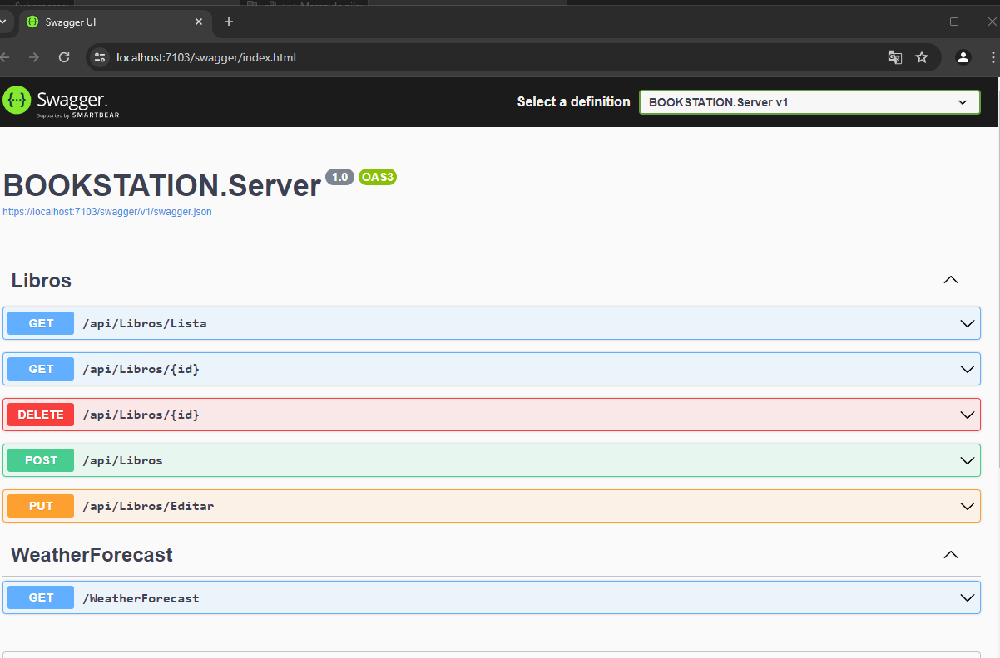 Swagger UI
localhost:7103/swagger/index.html
Swagger.
Supported by SMARTBEAR
Select a definition
BOOKSTATION.Server v1
BOOKSTATION.Server 1.0 OAS3
https://localhost:7103/swagger/v1/swagger.json
Libros
GET /api/Libros/Lista
GET /api/Libros/{id}
DELETE /api/Libros/{id}
POST /api/Libros
PUT /api/Libros/Editar
WeatherForecast
GET /WeatherForecast